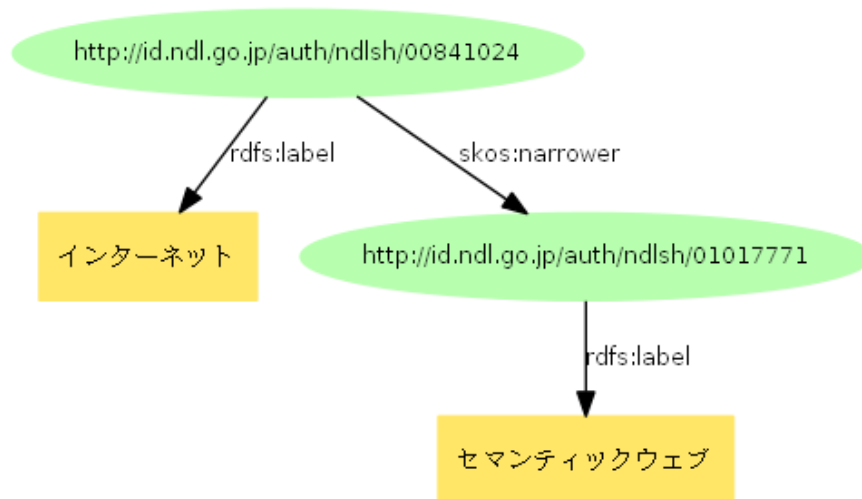 http://id.ndl.go.jp/auth/ndlsh/00841024
rdfs:label
skos:narrower
インターネット
http://id.ndl.go.jp/auth/ndlsh/01017771
rdfs:label
セマンティックウェブ